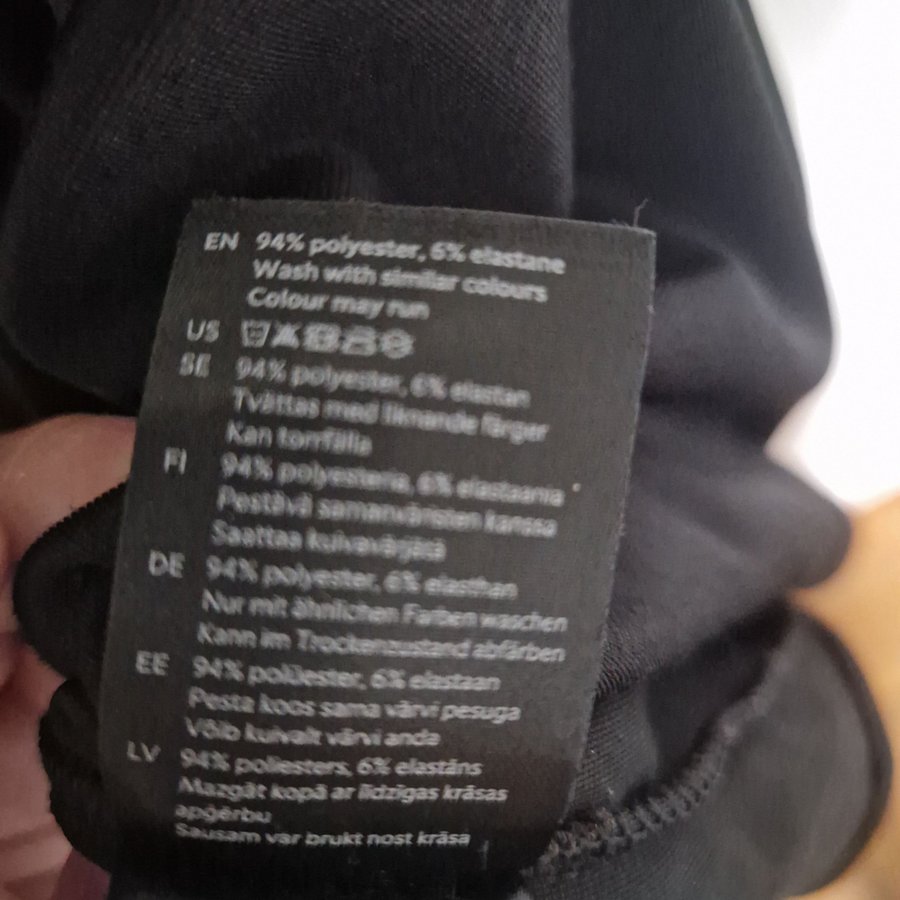 EN 94% polyester, 6% elastane
Wash with similar colours
Colour may run
US
SE 94% polyester, 6% elastan
Tvättas med liknande färger
Kan torrfälla
FI 94% polyesteria, 6% elastaania
Pestävä samanväristen kanssa
Saattaa kuivavärjätä
DE 94% polyester, 6% elasthan
Nur mit ähnlichen Farben waschen
Kann im Trockenzustand abfärben
EE 94% polüester, 6% elastaan
Pesta koos sama värvi pesuga
Võib kuivalt värvi anda
LV 94% poliesters, 6% elastāns
Mazgāt kopā ar līdzīgas krāsas
apģērbu
Sausam var brukt nost krāsa